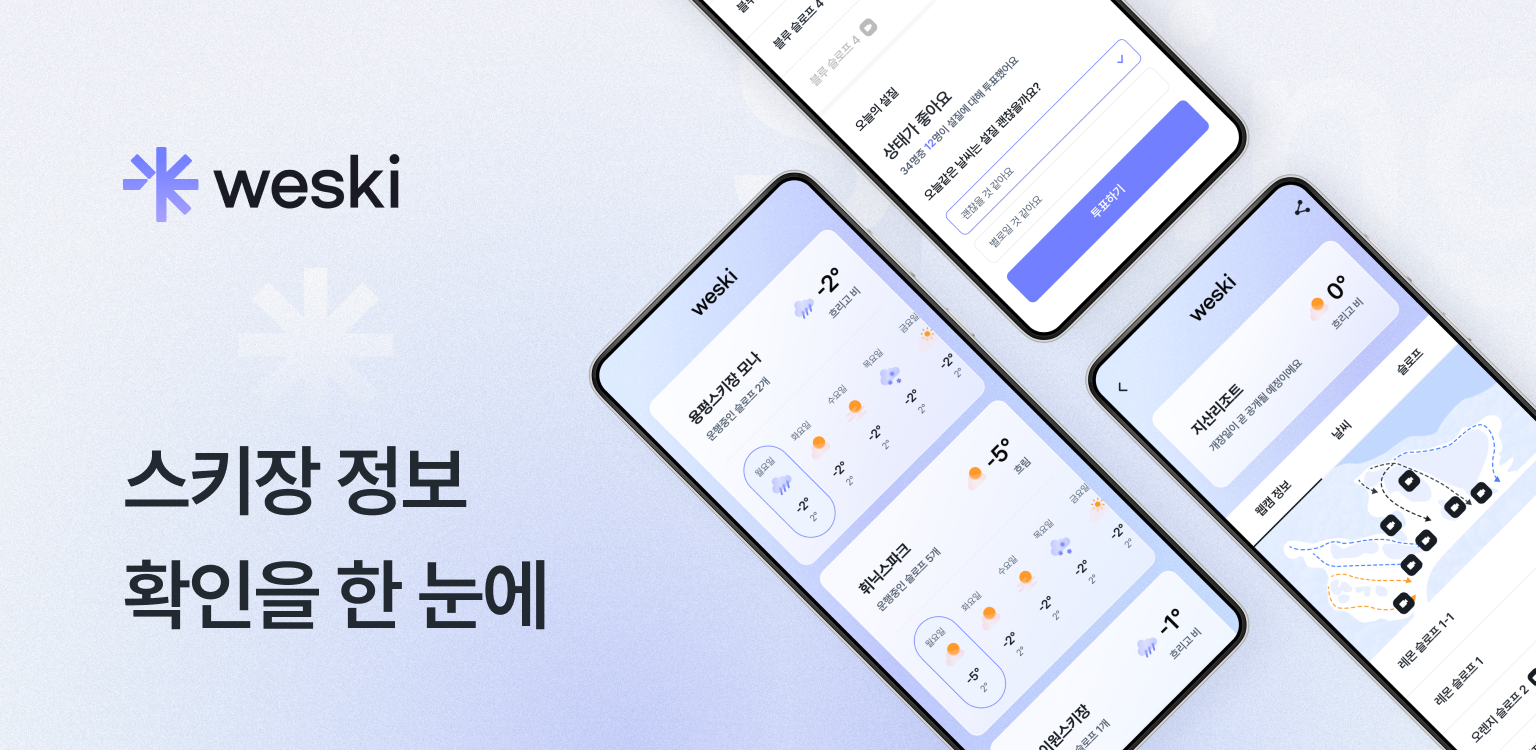 weski
스키장 정보
확인을 한 눈에
블루 슬로프 4
블루 슬로프 4
오늘의 설질
상태가 좋아요
34명중 12명이 설질에 대해 투표했어요
오늘같은 날씨는 설질 괜찮을까요?
괜찮을 것 같아요
별로일 것 같아요
투표하기
weski
용평스키장 모나
운행중인 슬로프 2개
-2°
흐리고 비
월요일
-2°
2°
화요일
-2°
2°
수요일
-2°
2°
목요일
-2°
2°
금요일
-2°
2°
휘닉스파크
운행중인 슬로프 5개
-5°
흐림
월요일
-5°
2°
화요일
-2°
2°
수요일
-2°
2°
목요일
-2°
2°
금요일
-2°
2°
이원스키장
슬로프 1개
-1°
흐리고 비
weski
지산리조트
개장일이 곧 공개될 예정이에요
0°
흐리고 비
웹캠 정보
날씨
슬로프
레몬 슬로프 1-1
레몬 슬로프 1
오렌지 슬로프 2